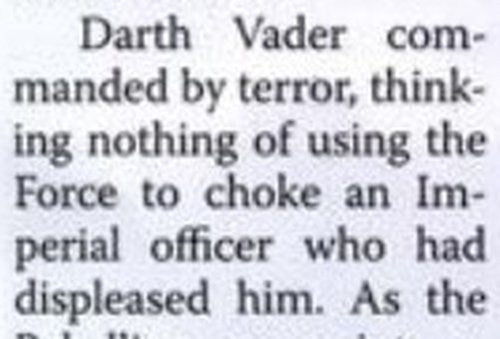 Darth Vader com-
manded by terror, think-
ing nothing of using the
Force to choke an Im-
perial officer who had
displeased him. As the